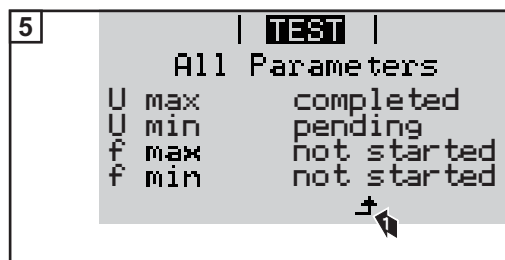 5
| TEST |
All Parameters
U max completed
U min pending
f max not started
f min not started
1